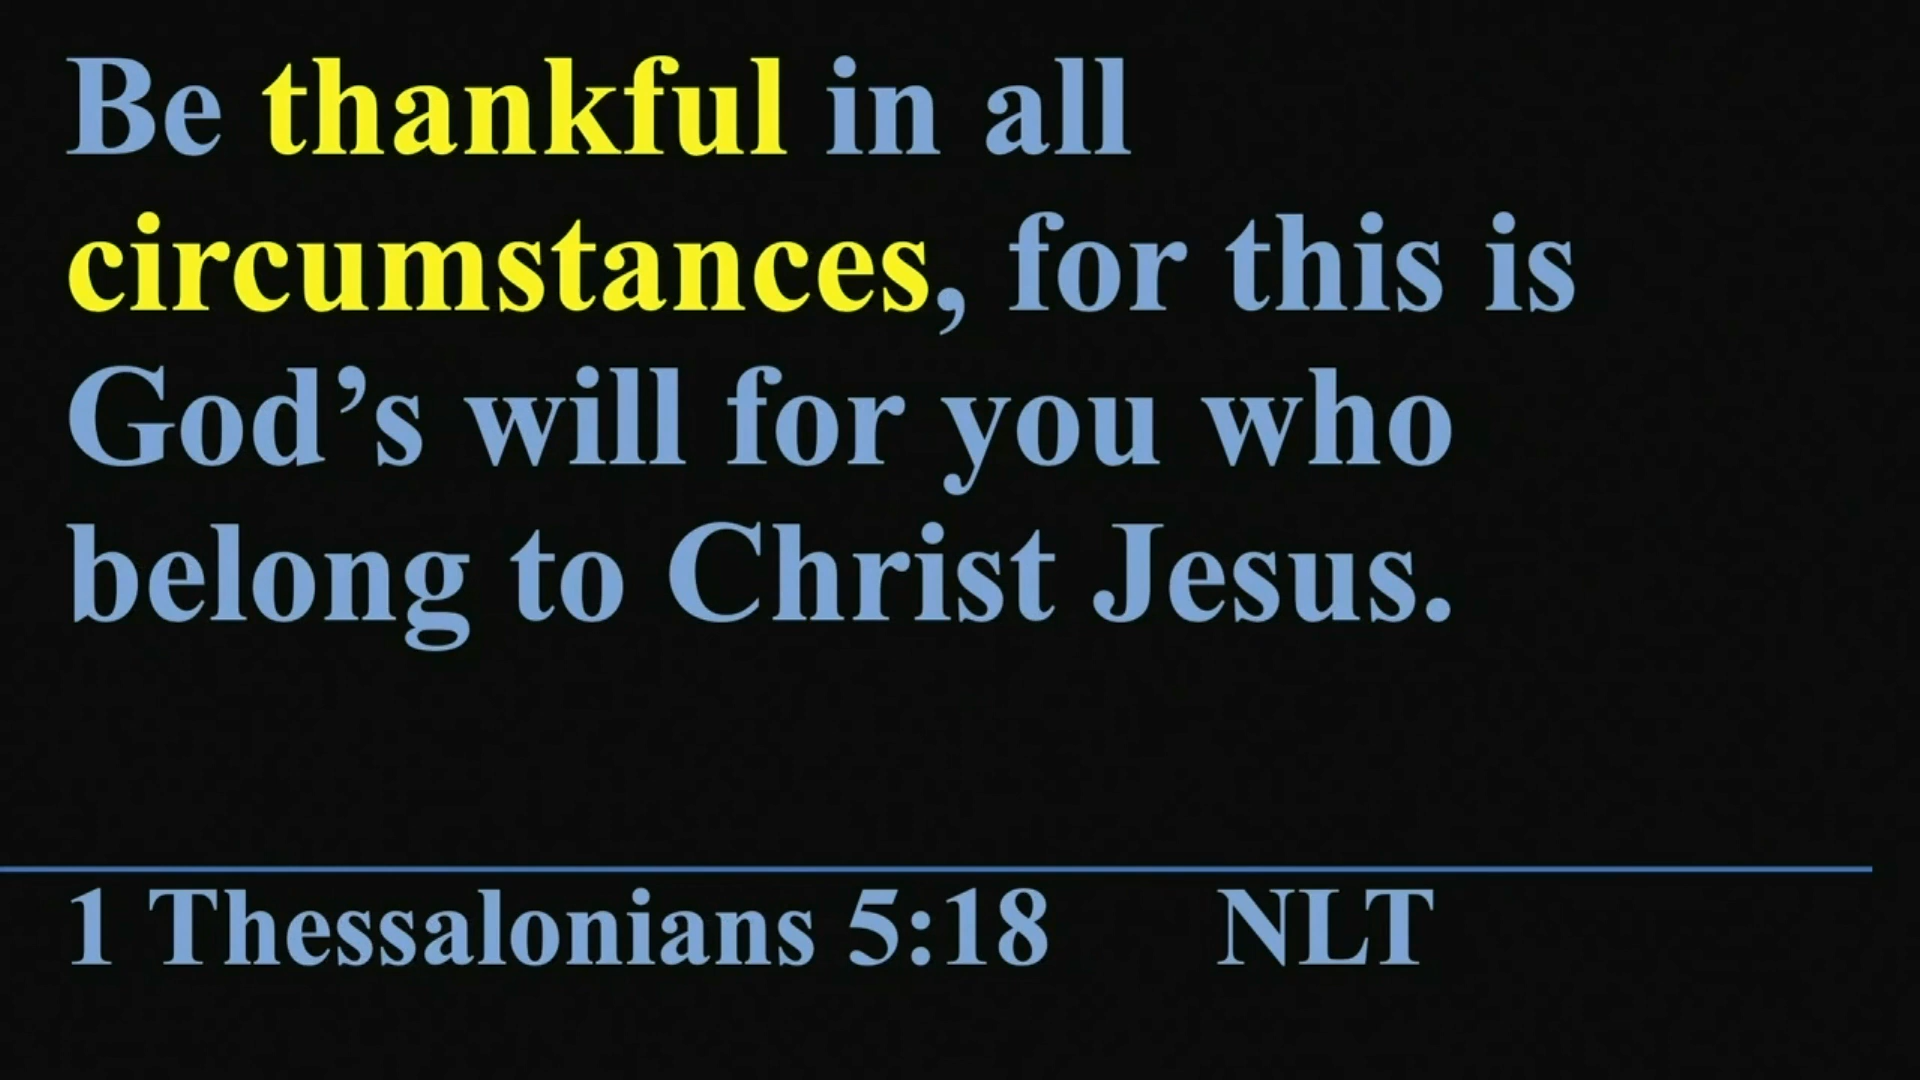 Be thankful in all
circumstances, for this is
God’s will for you who
belong to Christ Jesus.
1 Thessalonians 5:18 NLT